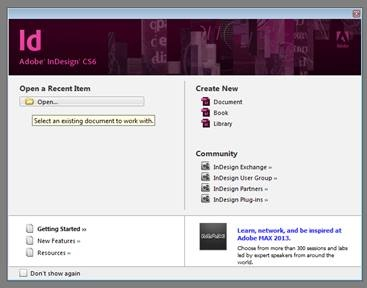 Id
Adobe® InDesign® CS6
Adobe
Open a Recent Item
Open...
Select an existing document to work with.
Create New
Document
Book
Library
Community
InDesign Exchange »
InDesign User Group »
InDesign Partners »
InDesign Plug-ins »
Getting Started »
New Features »
Resources »
Learn, network, and be inspired at
Adobe MAX 2013.
Choose from more than 300 sessions and labs
led by expert speakers from around the
world.
Don't show again